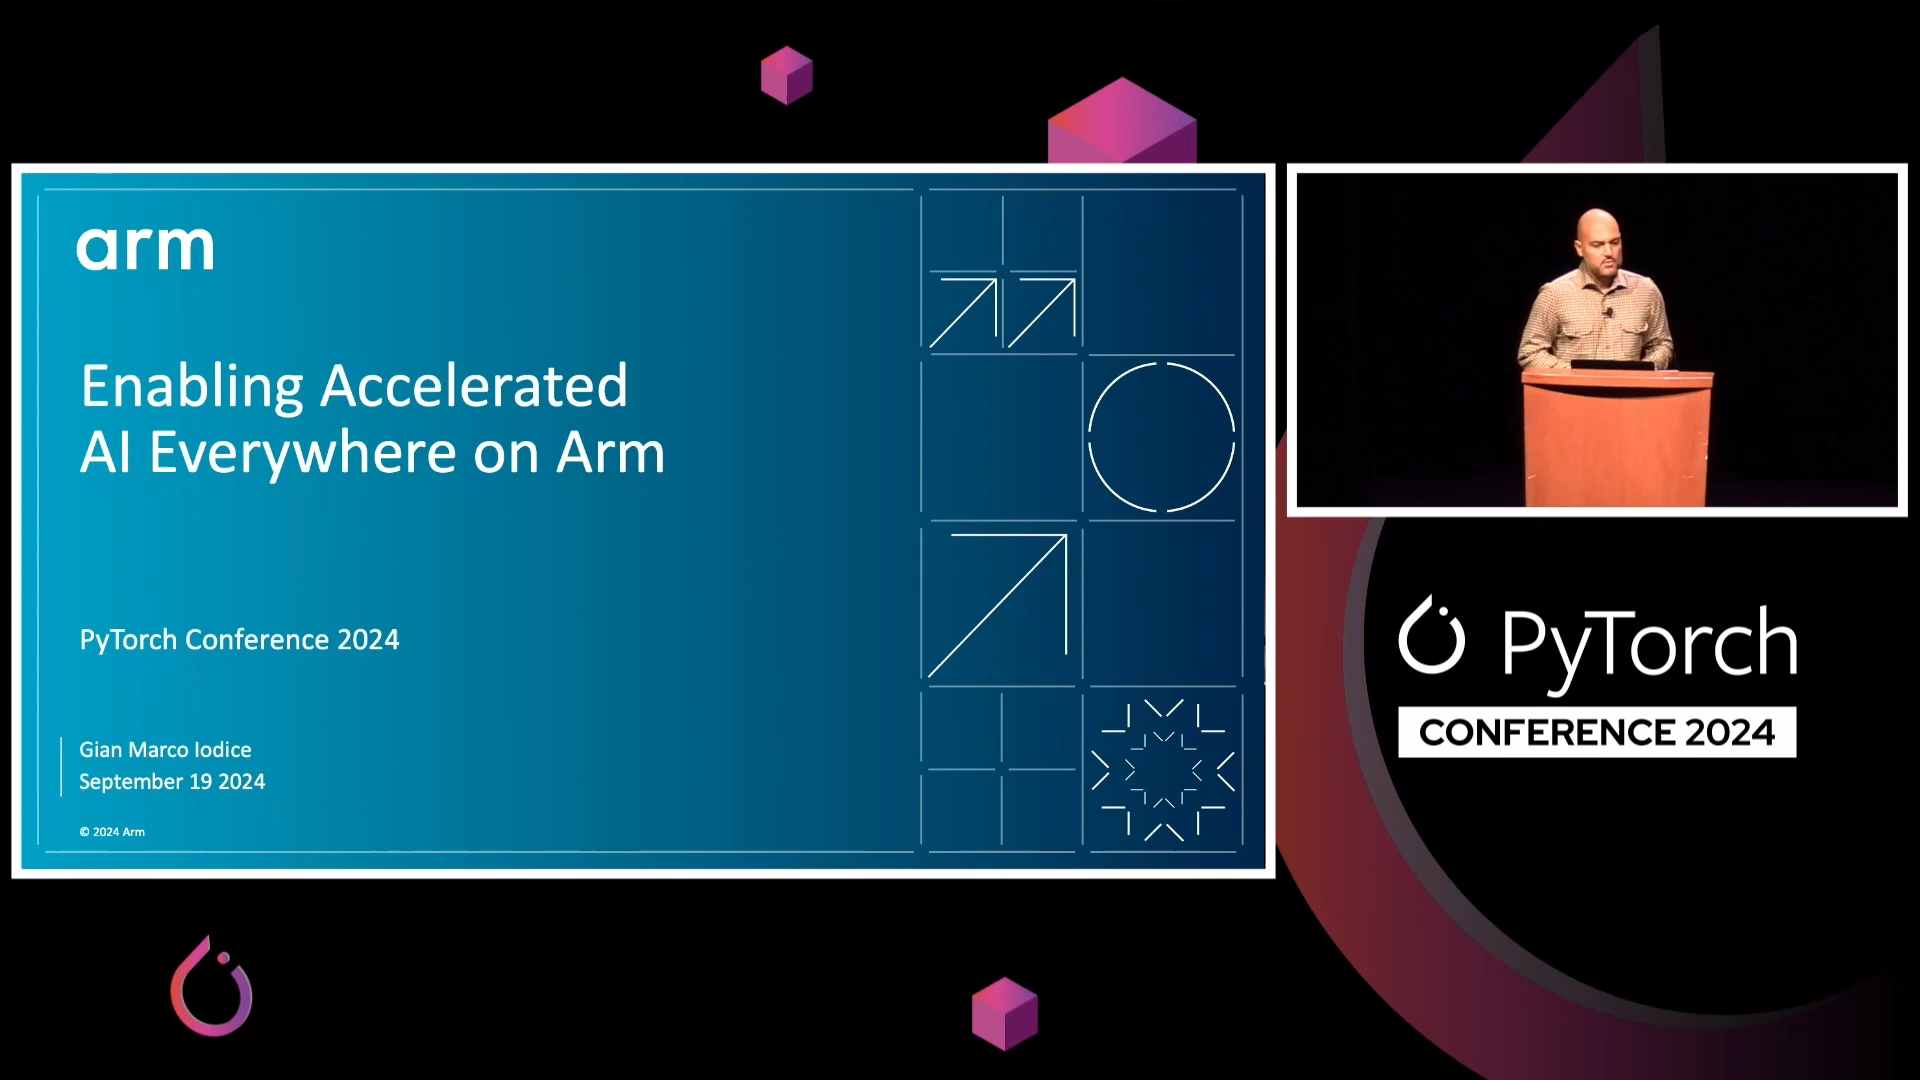 arm
Enabling Accelerated
AI Everywhere on Arm
PyTorch Conference 2024
Gian Marco Iodice
September 19 2024
© 2024 Arm
PyTorch
CONFERENCE 2024